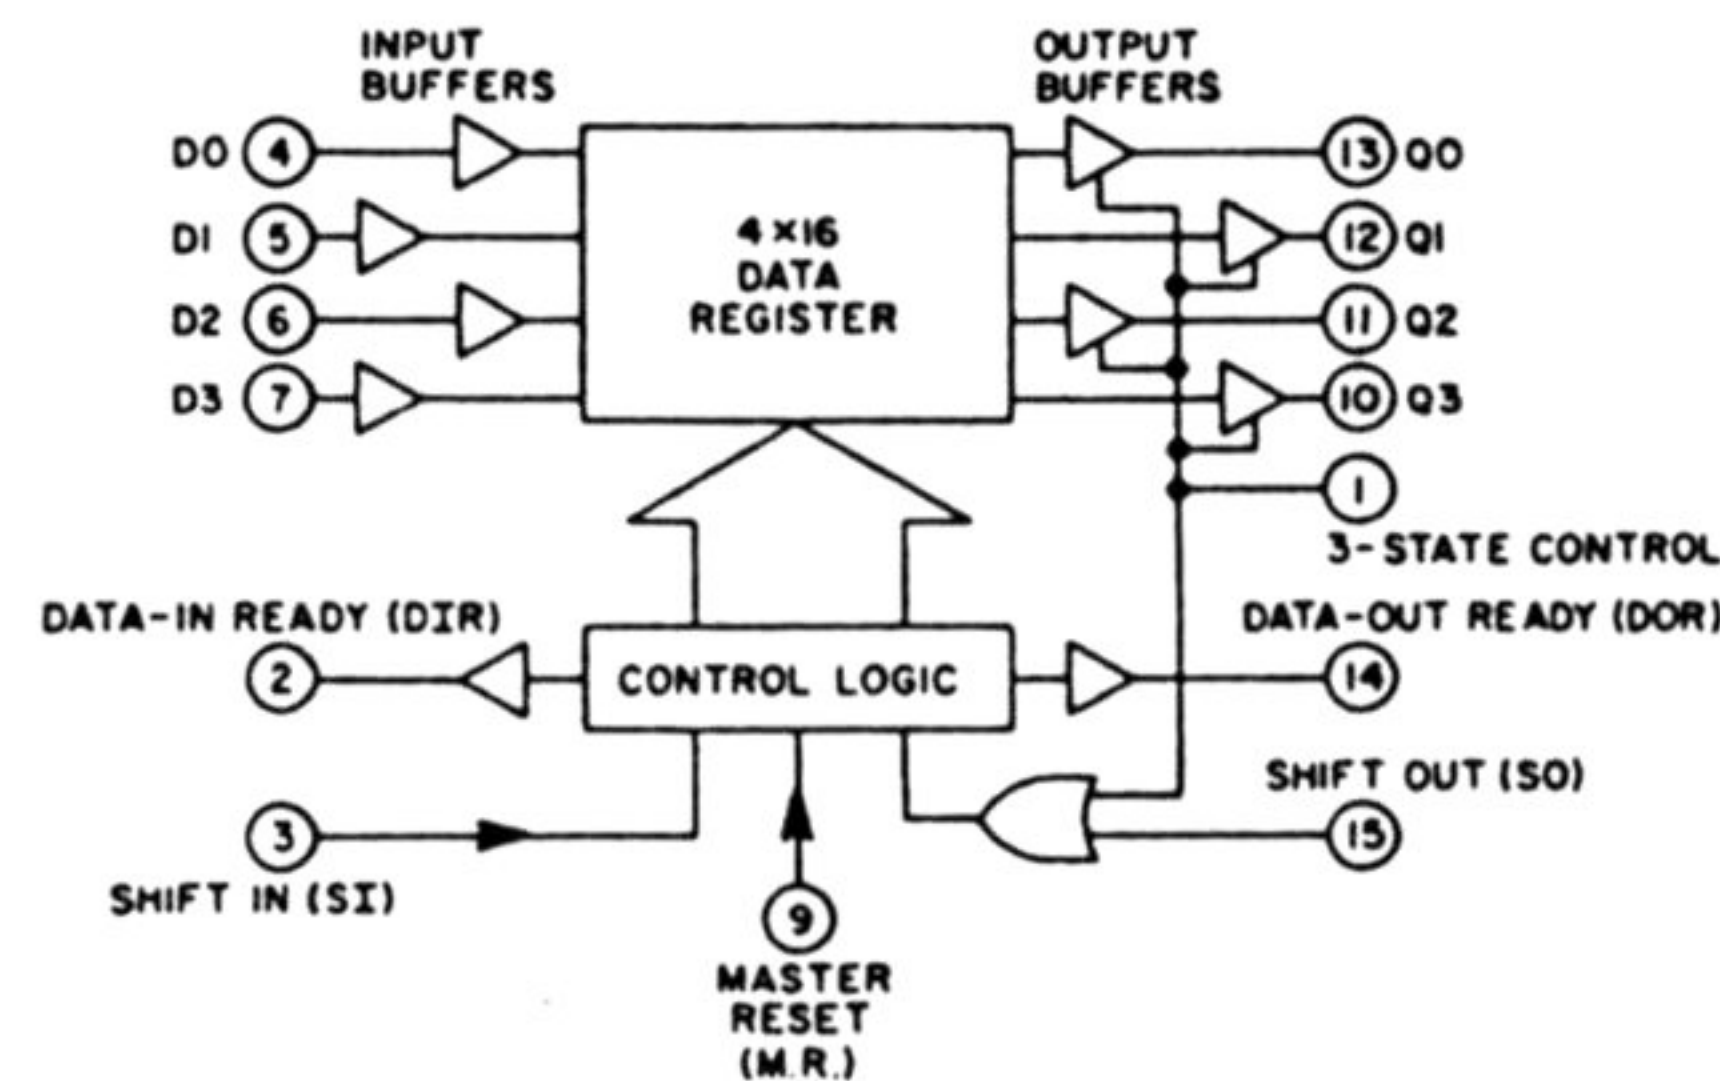 INPUT
BUFFERS
OUTPUT
BUFFERS
D0 4
13 Q0
D1 5
12 Q1
D2 6
11 Q2
D3 7
10 Q3
4×16
DATA
REGISTER
1
3-STATE CONTROL
DATA-IN READY (DIR)
2
CONTROL LOGIC
DATA-OUT READY (DOR)
14
SHIFT OUT (SO)
15
3
SHIFT IN (SI)
9
MASTER
RESET
(M.R.)